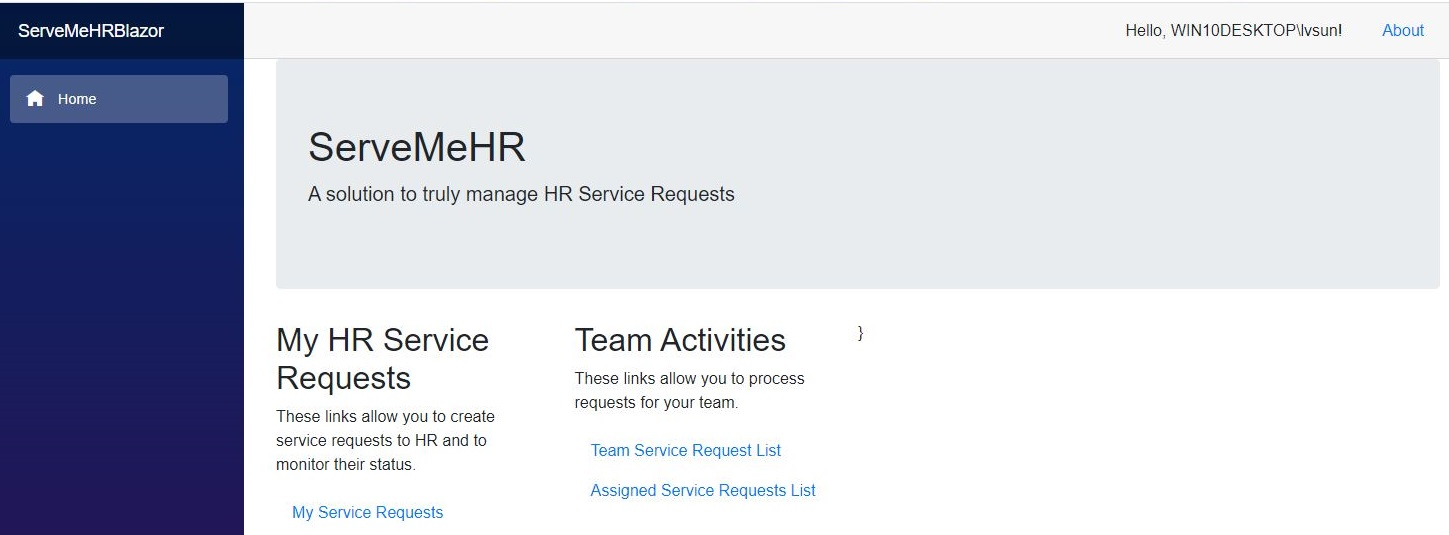 ServeMeHRBlazor
Hello, WIN10DESKTOP\lvsun!
About
Home
ServeMeHR
A solution to truly manage HR Service Requests
My HR Service
Requests
These links allow you to create
service requests to HR and to
monitor their status.
My Service Requests
Team Activities
These links allow you to process
requests for your team.
Team Service Request List
Assigned Service Requests List
}